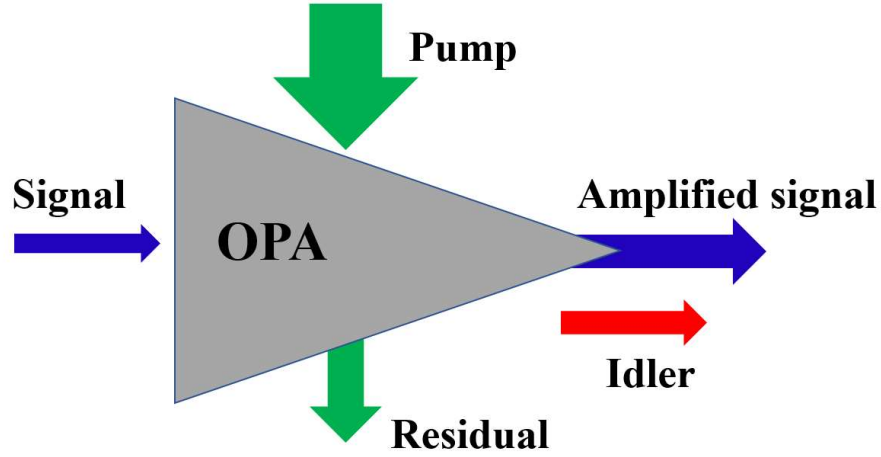 Pump
Signal
Amplified signal
OPA
Idler
Residual